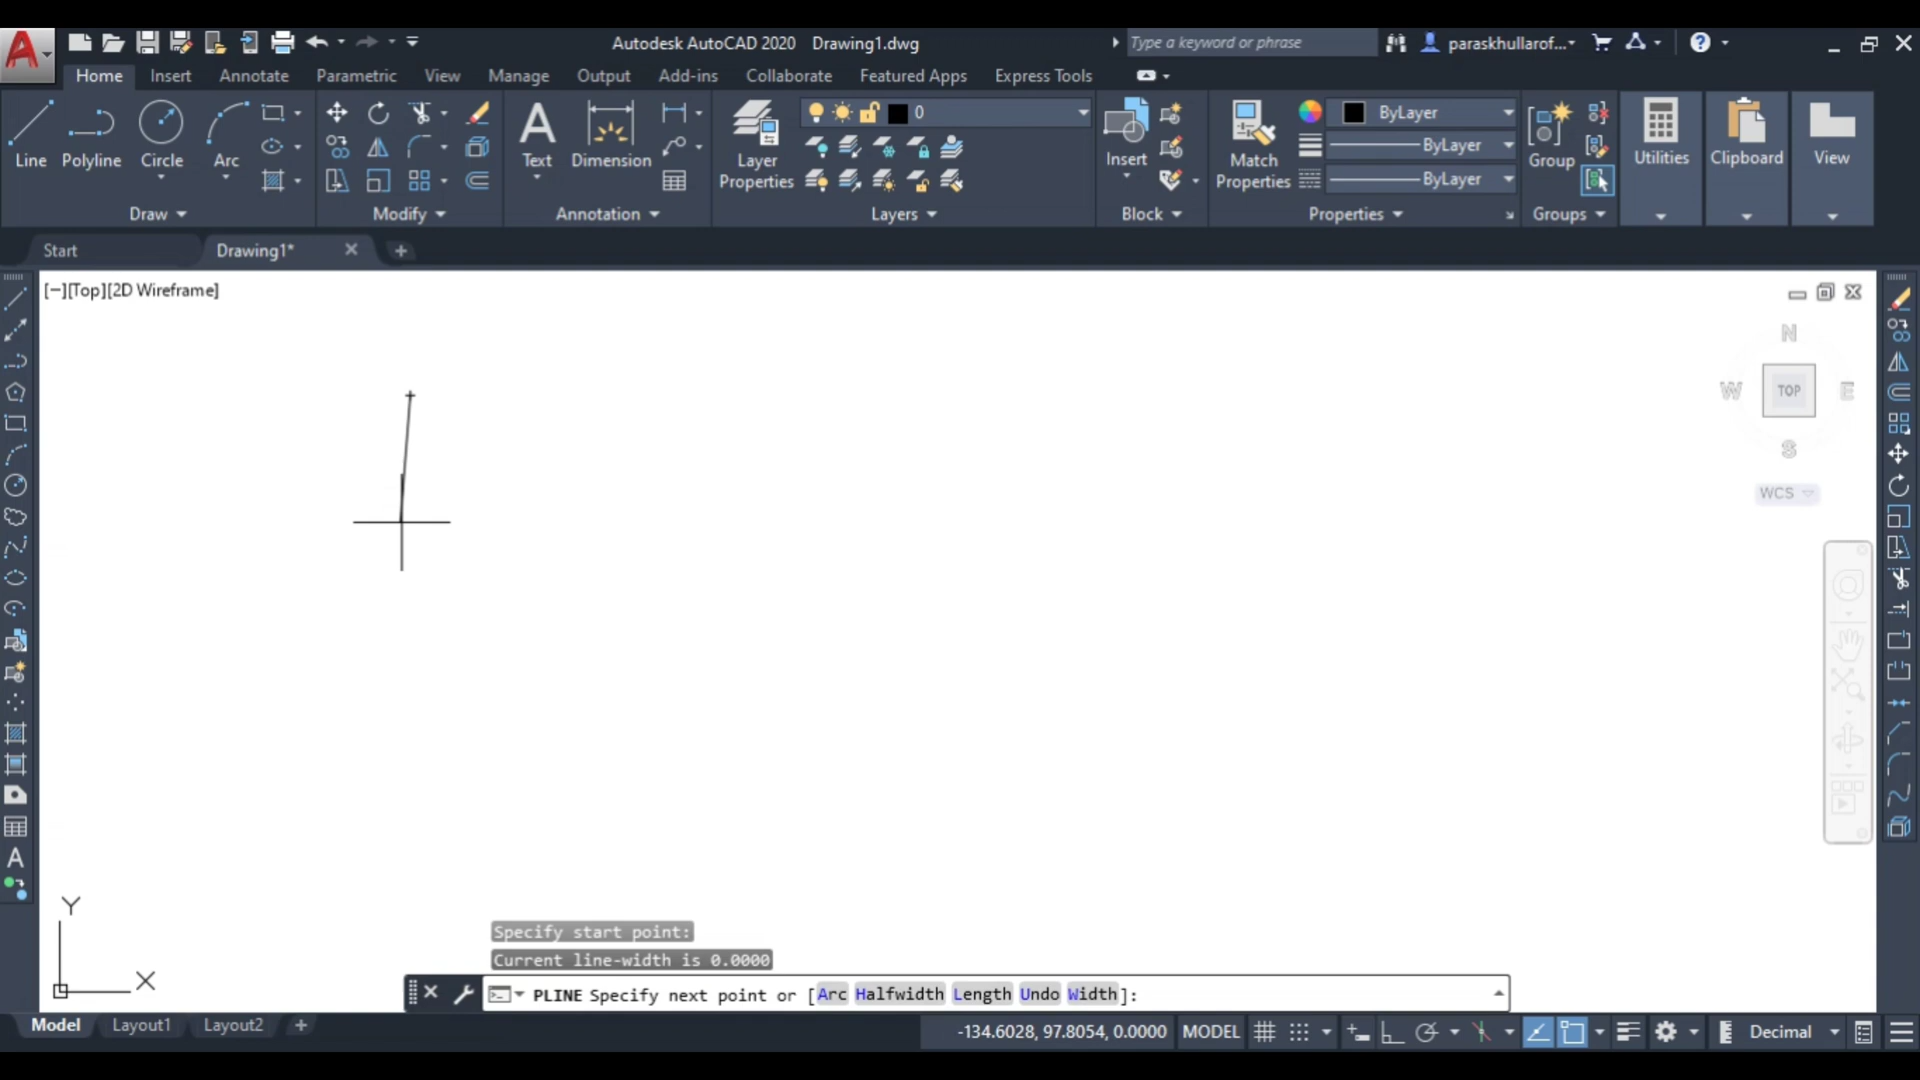 Autodesk AutoCAD 2020 Drawing1.dwg
Type a keyword or phrase
paraskhullarof...
Home Insert Annotate Parametric View Manage Output Add-ins Collaborate Featured Apps Express Tools
Line Polyline Circle Arc
Text Dimension
Layer Properties
0
Insert
Match Properties
ByLayer
ByLayer
ByLayer
Group
Utilities
Clipboard
View
Draw Modify Annotation Layers Block Properties Groups
Start Drawing1*
[−][Top][2D Wireframe]
N
W TOP E
S
WCS
Y
X
Specify start point:
Current line-width is 0.0000
PLINE Specify next point or [Arc Halfwidth Length Undo Width]:
Model Layout1 Layout2
-134.6028, 97.8054, 0.0000 MODEL Decimal